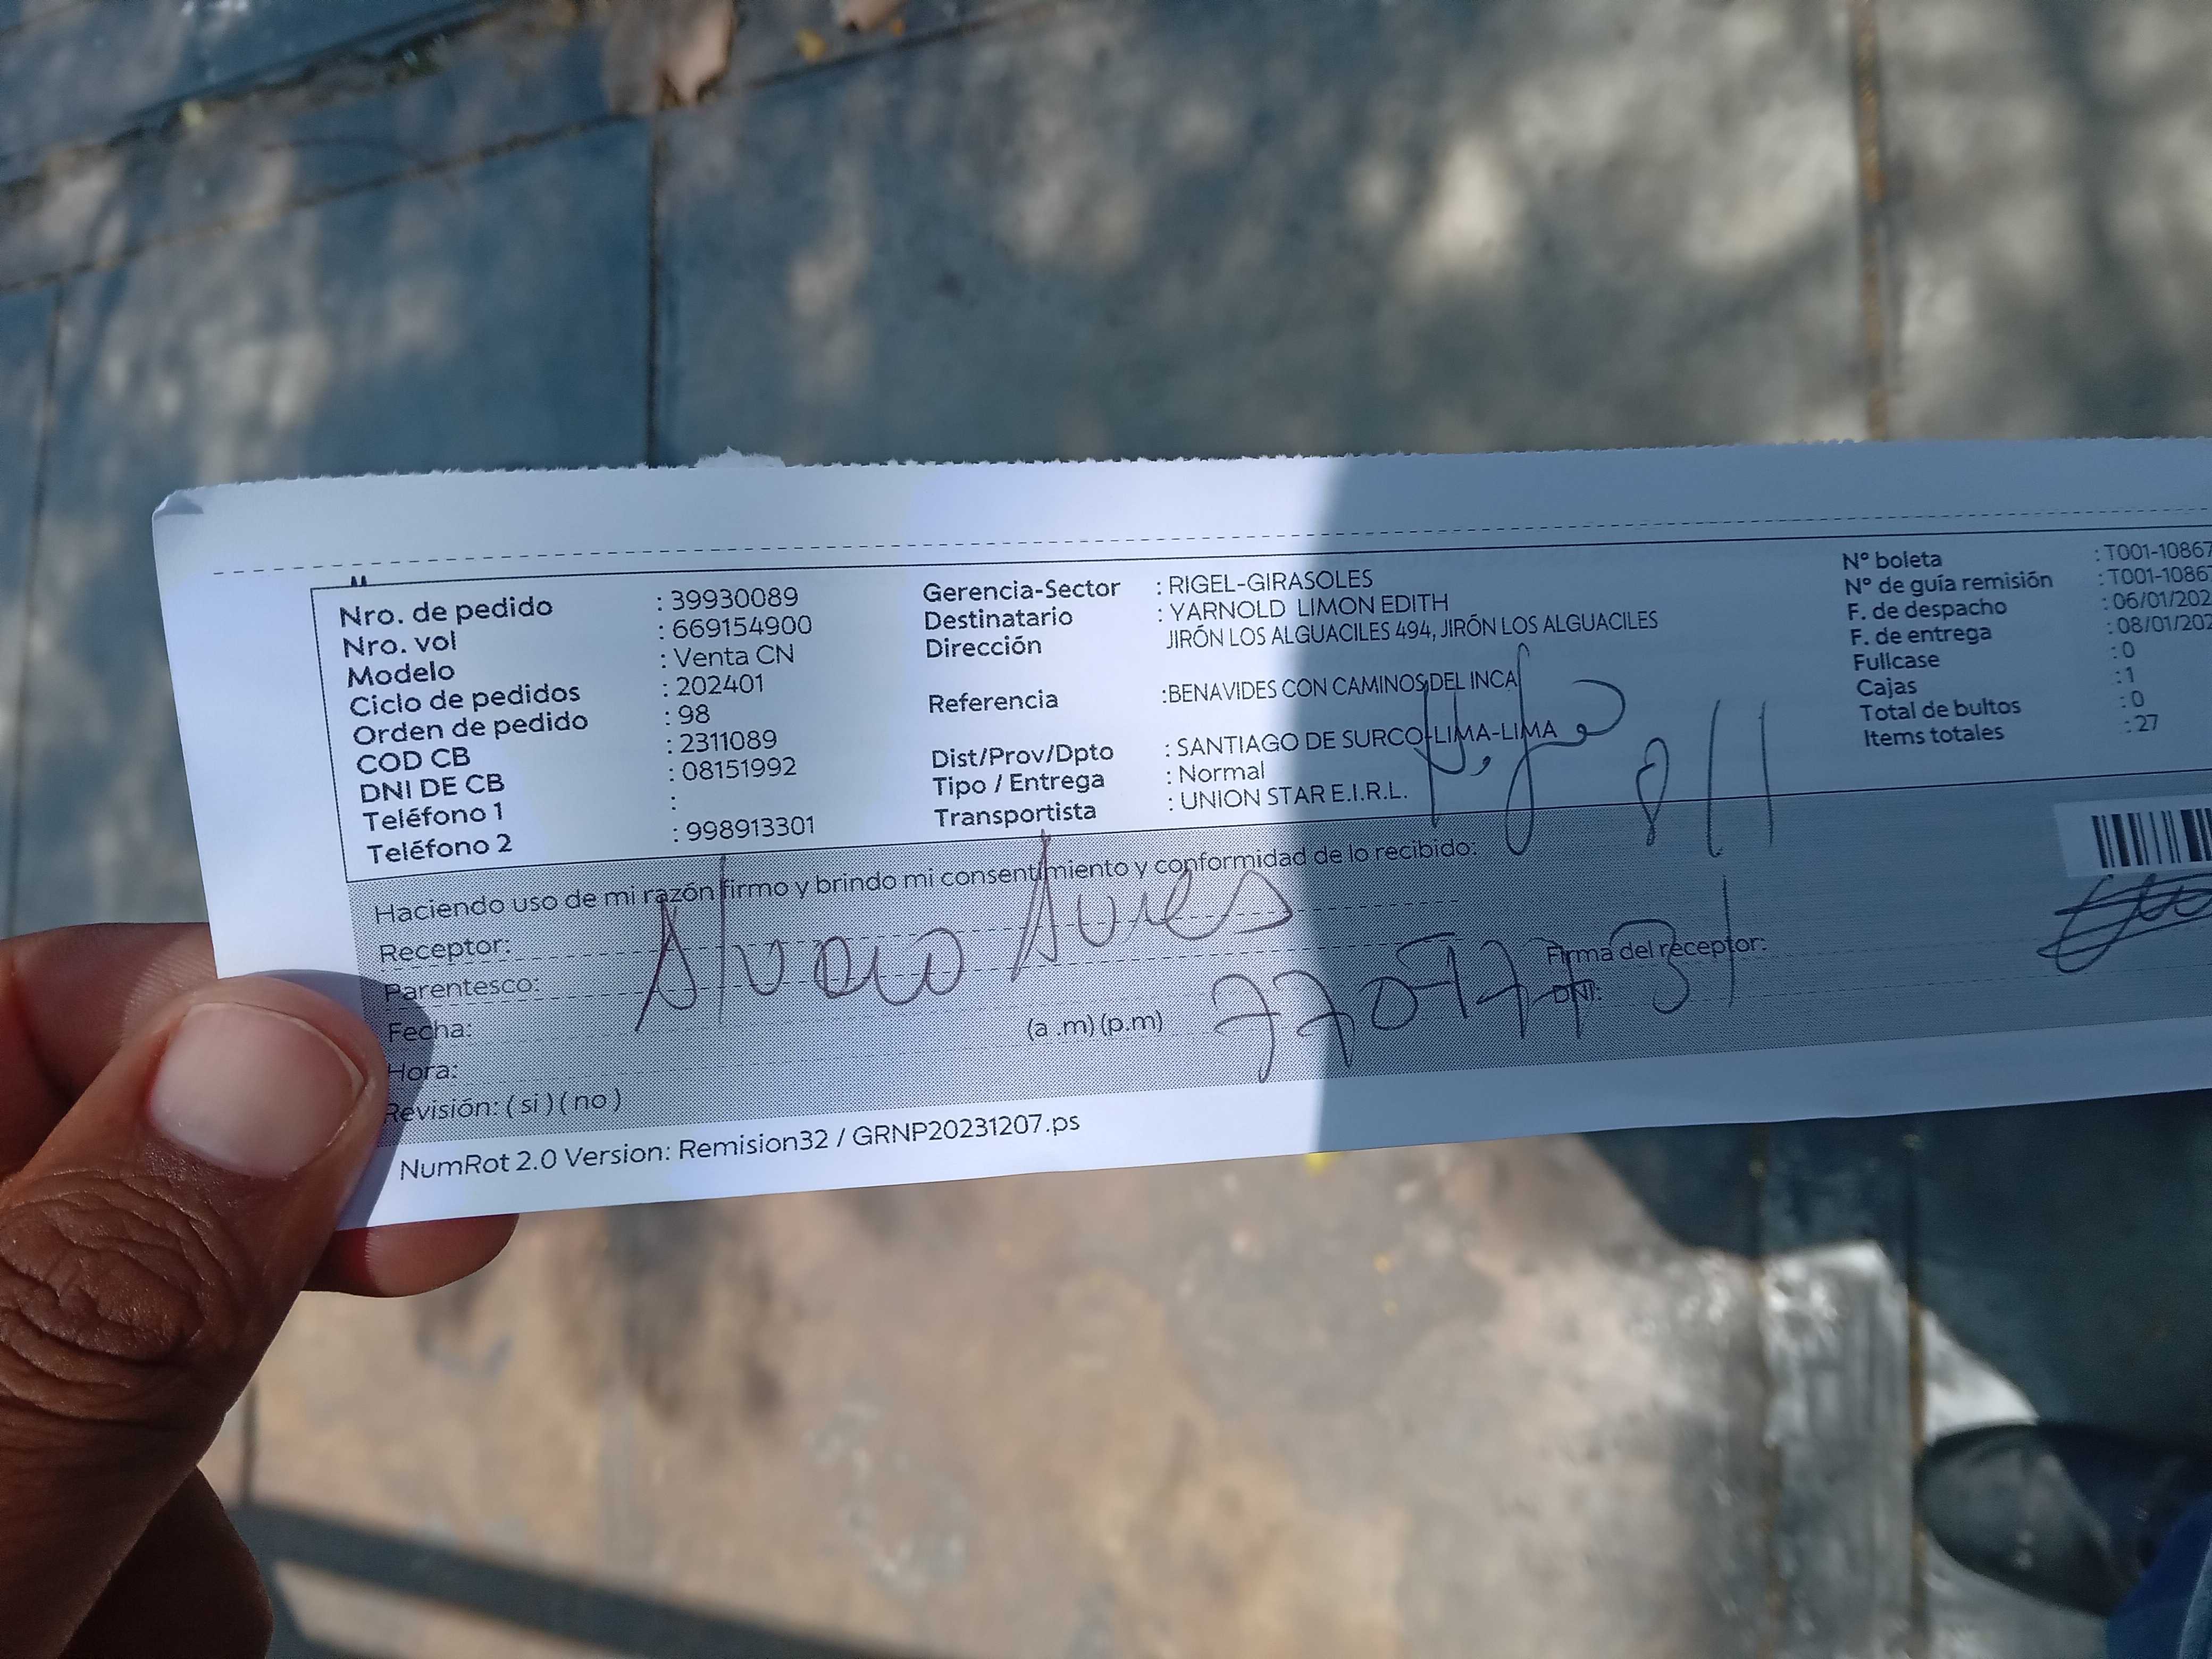 Nro. de pedido : 39930089
Nro. vol : 669154900
Modelo : Venta CN
Ciclo de pedidos : 202401
Orden de pedido : 98
COD CB : 2311089
DNI DE CB : 08151992
Teléfono 1 :
Teléfono 2 : 998913301
Gerencia-Sector : RIGEL-GIRASOLES
Destinatario : YARNOLD LIMON EDITH
Dirección JIRÓN LOS ALGUACILES 494, JIRÓN LOS ALGUACILES
Referencia :BENAVIDES CON CAMINOS DEL INCA
Dist/Prov/Dpto : SANTIAGO DE SURCO-LIMA-LIMA
Tipo / Entrega : Normal
Transportista : UNION STAR E.I.R.L.
N° boleta : T001-10867
N° de guía remisión : T001-1086
F. de despacho : 06/01/202
F. de entrega : 08/01/202
Fullcase : 0
Cajas : 1
Total de bultos : 0
Items totales : 27
Haciendo uso de mi razón firmo y brindo mi consentimiento y conformidad de lo recibido:
Receptor:
Parentesco:
Fecha:
Hora: (a .m) (p.m)
Revisión: ( si ) ( no )
Firma del receptor:
DNI:
NumRot 2.0 Version: Remision32 / GRNP20231207.ps